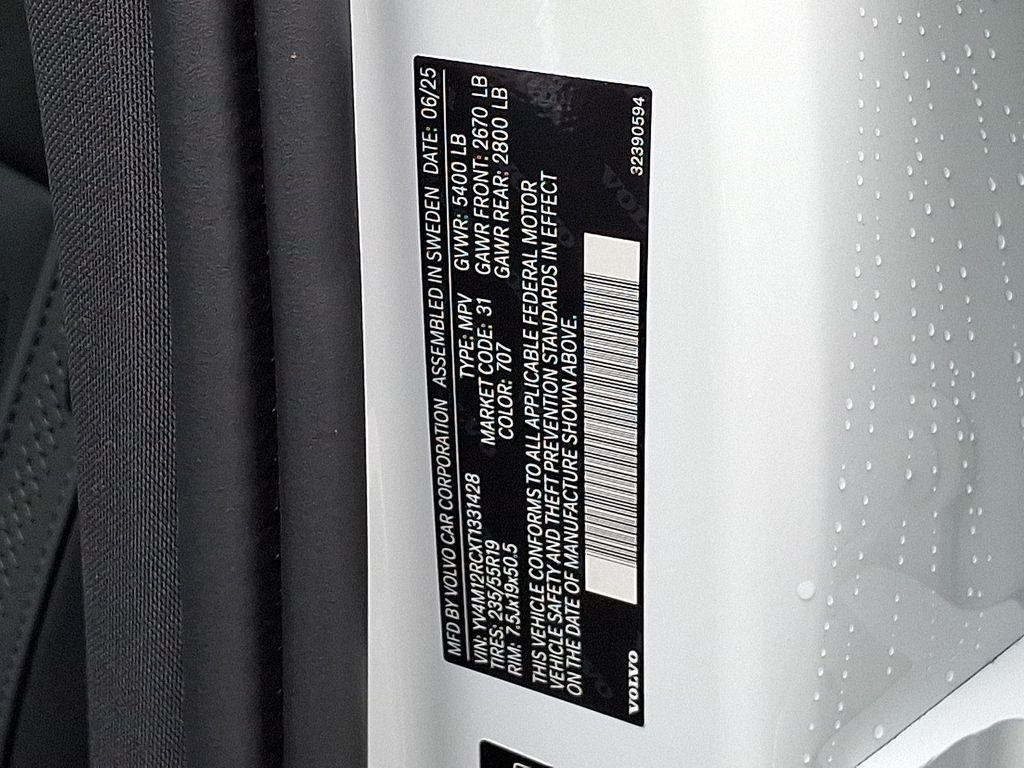 MFD BY VOLVO CAR CORPORATION ASSEMBLED IN SWEDEN DATE: 06/25
VIN: YV4M12RCXT1331428 TYPE: MPV GVWR: 5400 LB
TIRES: 235/55R19 MARKET CODE: 31 GAWR FRONT: 2670 LB
RIM: 7.5Jx19x50.5 COLOR: 707 GAWR REAR: 2800 LB
THIS VEHICLE CONFORMS TO ALL APPLICABLE FEDERAL MOTOR
VEHICLE SAFETY AND THEFT PREVENTION STANDARDS IN EFFECT
ON THE DATE OF MANUFACTURE SHOWN ABOVE.
VOLVO 32390594